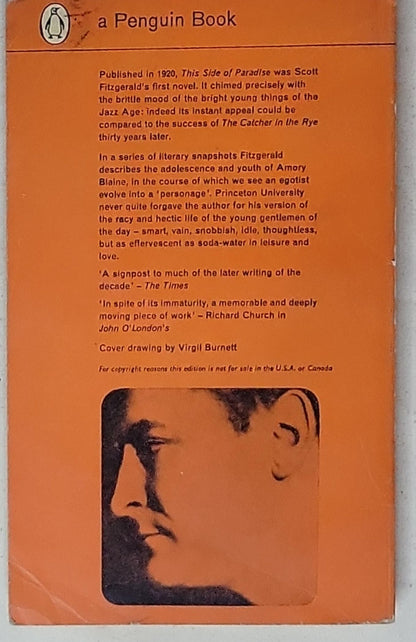 a Penguin Book
Published in 1920, This Side of Paradise was Scott
Fitzgerald's first novel. It chimed precisely with
the brittle mood of the bright young things of the
Jazz Age: indeed its instant appeal could be
compared to the success of The Catcher in the Rye
thirty years later.
In a series of literary snapshots Fitzgerald
describes the adolescence and youth of Amory
Blaine, in the course of which we see an egotist
evolve into a 'personage'. Princeton University
never quite forgave the author for his version of
the racy and hectic life of the young gentlemen of
the day – smart, vain, snobbish, idle, thoughtless,
but as effervescent as soda-water in leisure and
love.
'A signpost to much of the later writing of the
decade' – The Times
'In spite of its immaturity, a memorable and deeply
moving piece of work' – Richard Church in
John O'London's
Cover drawing by Virgil Burnett
For copyright reasons this edition is not for sale in the U.S.A. or Canada